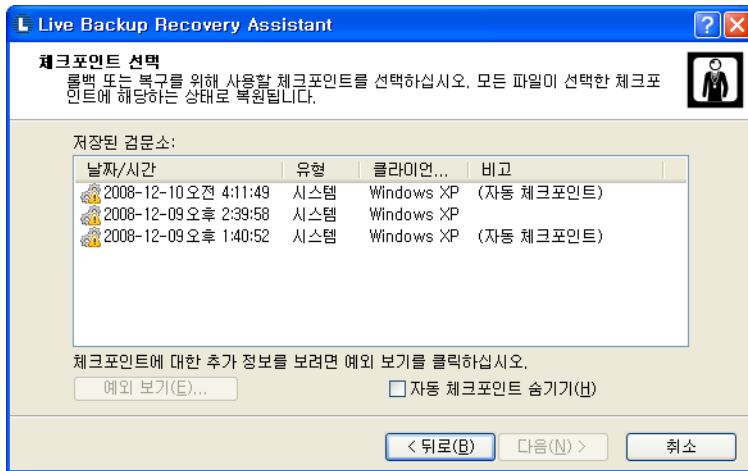 Live Backup Recovery Assistant
체크포인트 선택
롤백 또는 복구를 위해 사용할 체크포인트를 선택하십시오. 모든 파일이 선택한 체크포
인트에 해당하는 상태로 복원됩니다.
저장된 검문소:
날짜/시간 유형 클라이언... 비고
2008-12-10 오전 4:11:49 시스템 Windows XP (자동 체크포인트)
2008-12-09 오후 2:39:58 시스템 Windows XP
2008-12-09 오후 1:40:52 시스템 Windows XP (자동 체크포인트)
체크포인트에 대한 추가 정보를 보려면 예외 보기를 클릭하십시오.
예외 보기(E)... 자동 체크포인트 숨기기(H)
< 뒤로(B) 다음(N) > 취소